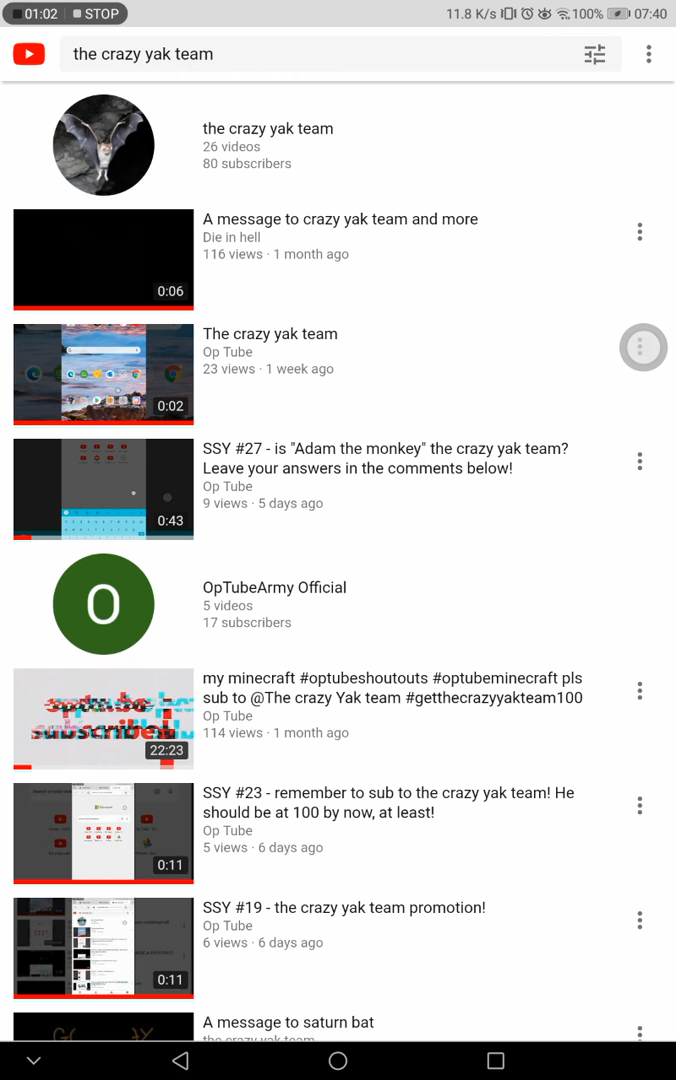 01:02 STOP 11.8 K/s 100% 07:40
the crazy yak team
the crazy yak team
26 videos
80 subscribers
A message to crazy yak team and more
Die in hell
116 views · 1 month ago
0:06
The crazy yak team
Op Tube
23 views · 1 week ago
0:02
SSY #27 - is "Adam the monkey" the crazy yak team?
Leave your answers in the comments below!
Op Tube
9 views · 5 days ago
0:43
O
OpTubeArmy Official
5 videos
17 subscribers
my minecraft #optubeshoutouts #optubeminecraft pls
sub to @The crazy Yak team #getthecrazyyakteam100
Op Tube
114 views · 1 month ago
subscribed
22:23
SSY #23 - remember to sub to the crazy yak team! He
should be at 100 by now, at least!
Op Tube
5 views · 6 days ago
0:11
SSY #19 - the crazy yak team promotion!
Op Tube
6 views · 6 days ago
0:11
A message to saturn bat
the crazy yak team